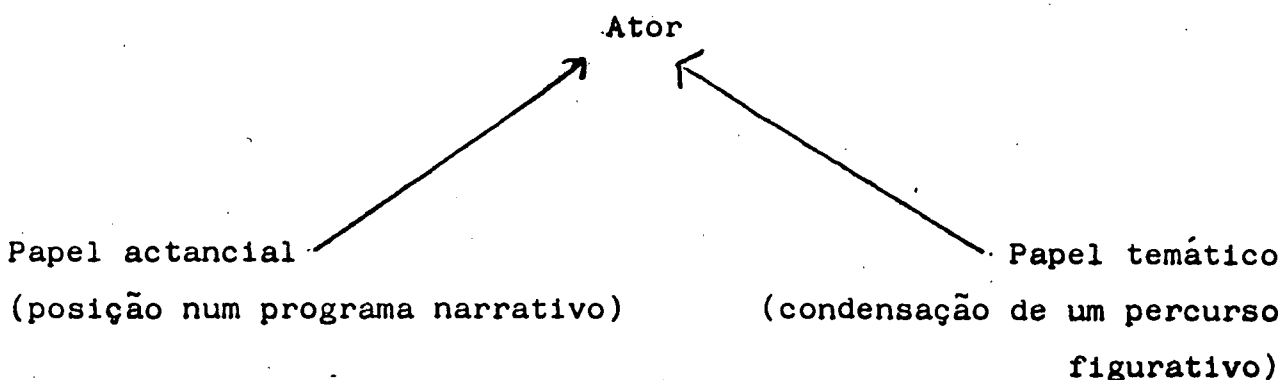 Ator
Papel actancial
Papel temático
(posição num programa narrativo)
(condensação de um percurso
figurativo)